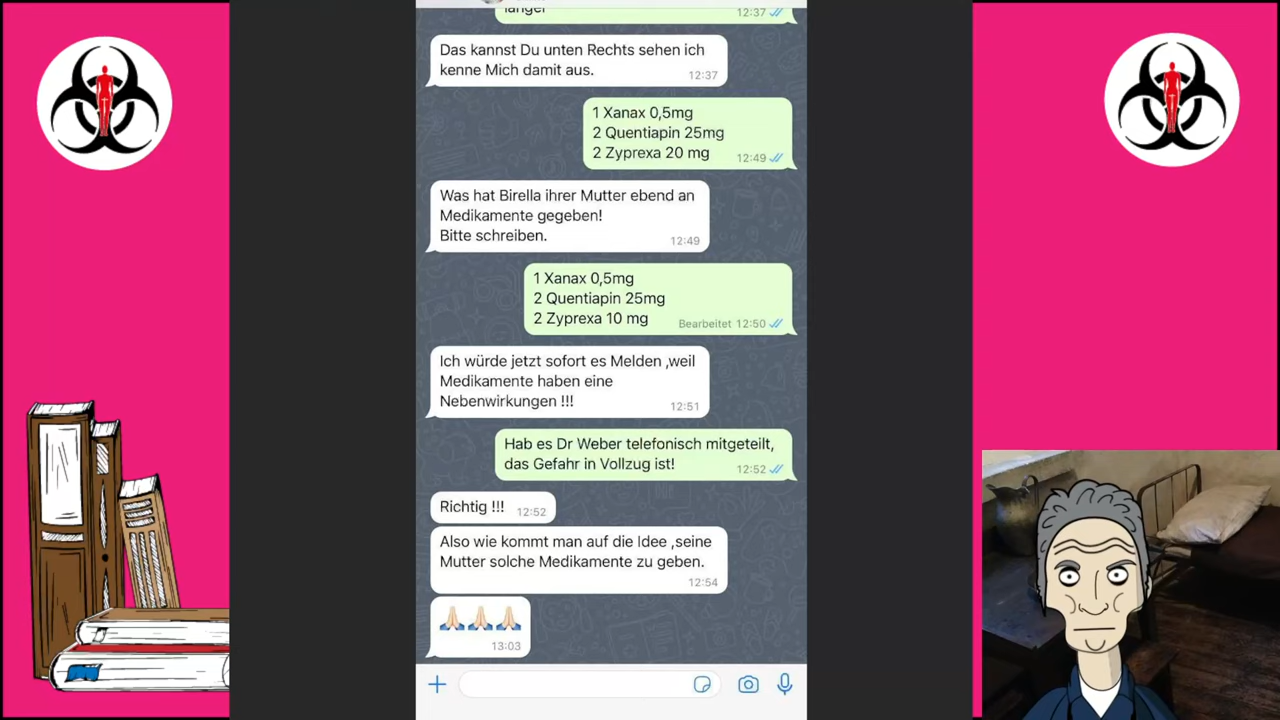 länger
12:37
Das kannst Du unten Rechts sehen ich
kenne Mich damit aus.
12:37
1 Xanax 0,5mg
2 Quentiapin 25mg
2 Zyprexa 20 mg
12:49
Was hat Birella ihrer Mutter ebend an
Medikamente gegeben!
Bitte schreiben.
12:49
1 Xanax 0,5mg
2 Quentiapin 25mg
2 Zyprexa 10 mg
Bearbeitet 12:50
Ich würde jetzt sofort es Melden ,weil
Medikamente haben eine
Nebenwirkungen !!!
12:51
Hab es Dr Weber telefonisch mitgeteilt,
das Gefahr in Vollzug ist!
12:52
Richtig !!!
12:52
Also wie kommt man auf die Idee ,seine
Mutter solche Medikamente zu geben.
12:54
13:03